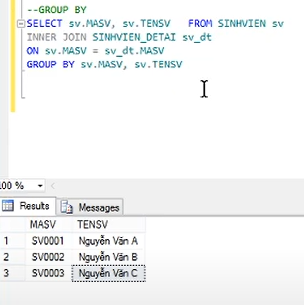 --GROUP BY
SELECT sv.MASV, sv.TENSV FROM SINHVIEN sv
INNER JOIN SINHVIEN_DETAI sv_dt
ON sv.MASV = sv_dt.MASV
GROUP BY sv.MASV, sv.TENSV
100 %
Results Messages
MASV TENSV
1 SV0001 Nguyễn Văn A
2 SV0002 Nguyễn Văn B
3 SV0003 Nguyễn Văn C